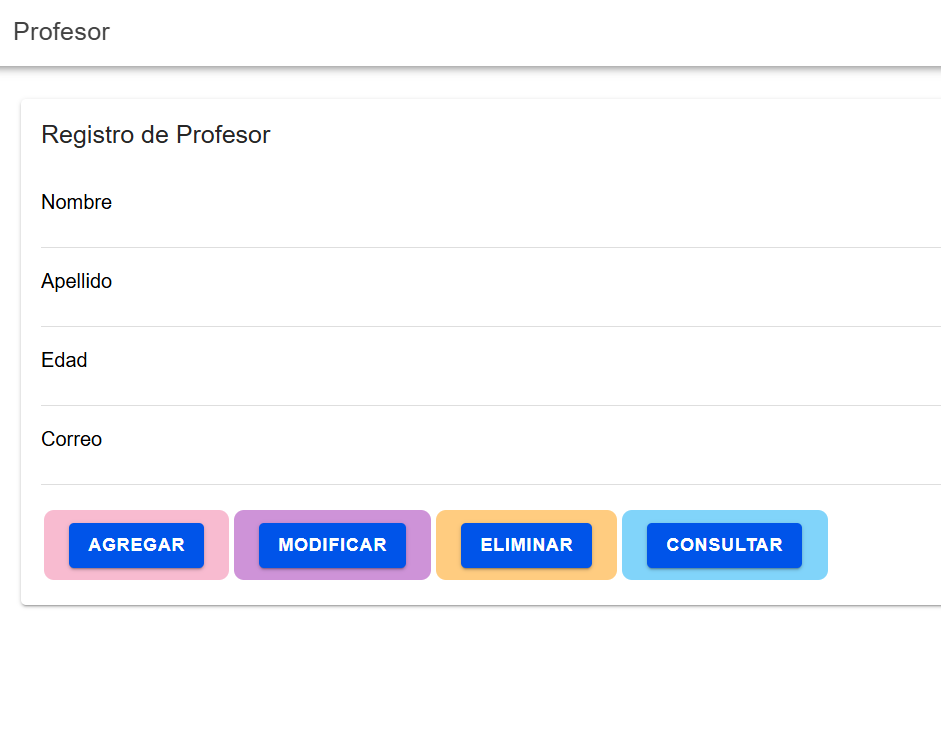 Profesor
Registro de Profesor
Nombre
Apellido
Edad
Correo
AGREGAR MODIFICAR ELIMINAR CONSULTAR